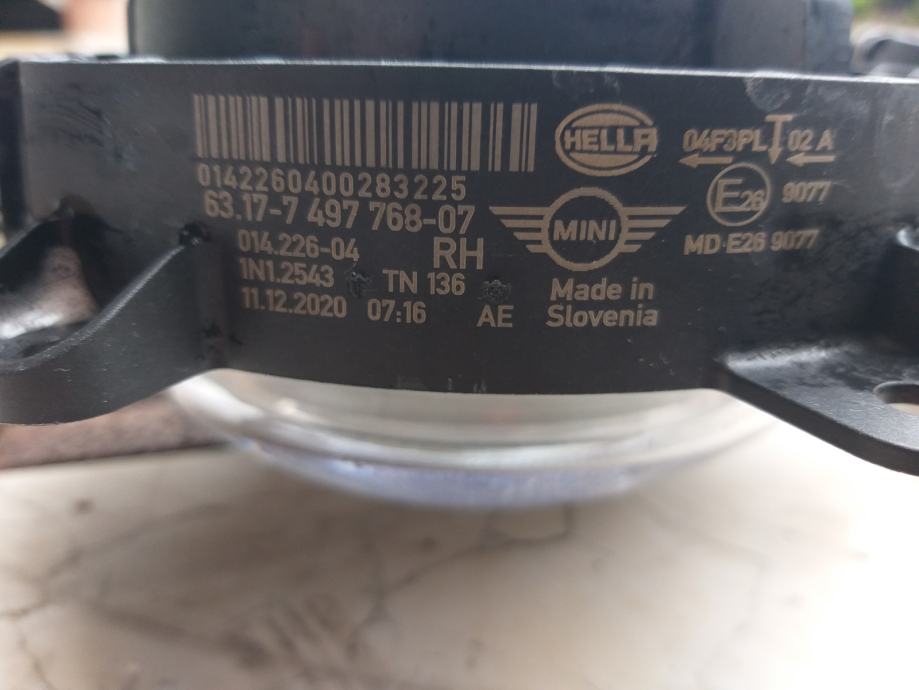 0142260400283225
63.17-7 497 768-07
014.226-04 RH
1N1.2543 TN 136
11.12.2020 07:16 AE
HELLA
MINI
Made in
Slovenia
04F3PL 02 A
E26 9077
MD E26 9077